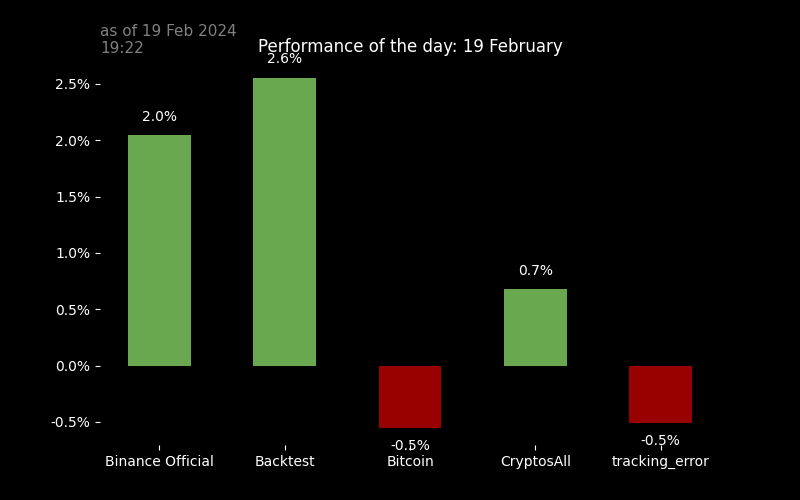 as of 19 Feb 2024
19:22
Performance of the day: 19 February
2.6%
2.5%
2.0%
2.0%
1.5%
1.0%
0.7%
0.5%
0.0%
-0.5%
-0.5%
-0.5%
Binance Official
Backtest
Bitcoin
CryptosAll
tracking_error